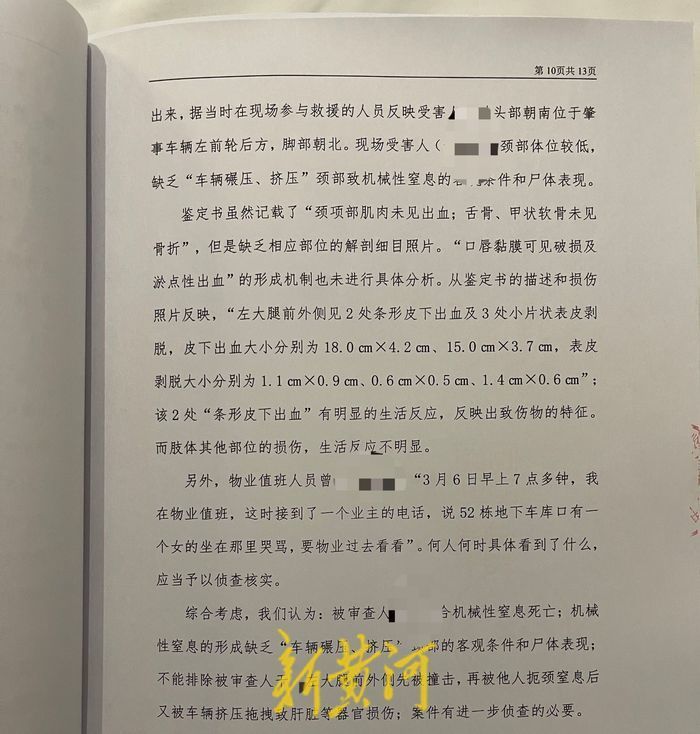 第10页共13页
出来，据当时在现场参与救援的人员反映受害 头部朝南位于肇
事车辆左前轮后方，脚部朝北。现场受害人（ 颈部体位较低，
缺乏“车辆碾压、挤压”颈部致机械性窒息的 条件和尸体表现。
鉴定书虽然记载了“颈项部肌肉未见出血；舌骨、甲状软骨未见
骨折”，但是缺乏相应部位的解剖细目照片。“口唇黏膜可见破损及
淤点性出血”的形成机制也未进行具体分析。从鉴定书的描述和损伤
照片反映，“左大腿前外侧见2处条形皮下出血及3处小片状表皮剥
脱，皮下出血大小分别为18.0㎝×4.2㎝、15.0㎝×3.7㎝，表皮
剥脱大小分别为1.1㎝×0.9㎝、0.6㎝×0.5㎝、1.4㎝×0.6㎝”；
该2处“条形皮下出血”有明显的生活反应，反映出致伤物的特征。
而肢体其他部位的损伤，生活反应不明显。
另外，物业值班人员曾 “3月6日早上7点多钟，我
在物业值班，这时接到了一个业主的电话，说52栋地下车库口有一
个女的坐在那里哭骂，要物业过去看看”。何人何时具体看到了什么，
应当予以侦查核实。
综合考虑，我们认为：被审查人 合机械性窒息死亡；机械
性窒息的形成缺乏“车辆碾压、挤压 部的客观条件和尸体表现；
不能排除被审查人 左大腿前外侧先被撞击，再被他人扼颈窒息后
又被车辆挤压拖拽致肝脏等器官损伤；案件有进一步侦查的必要。
新黄河